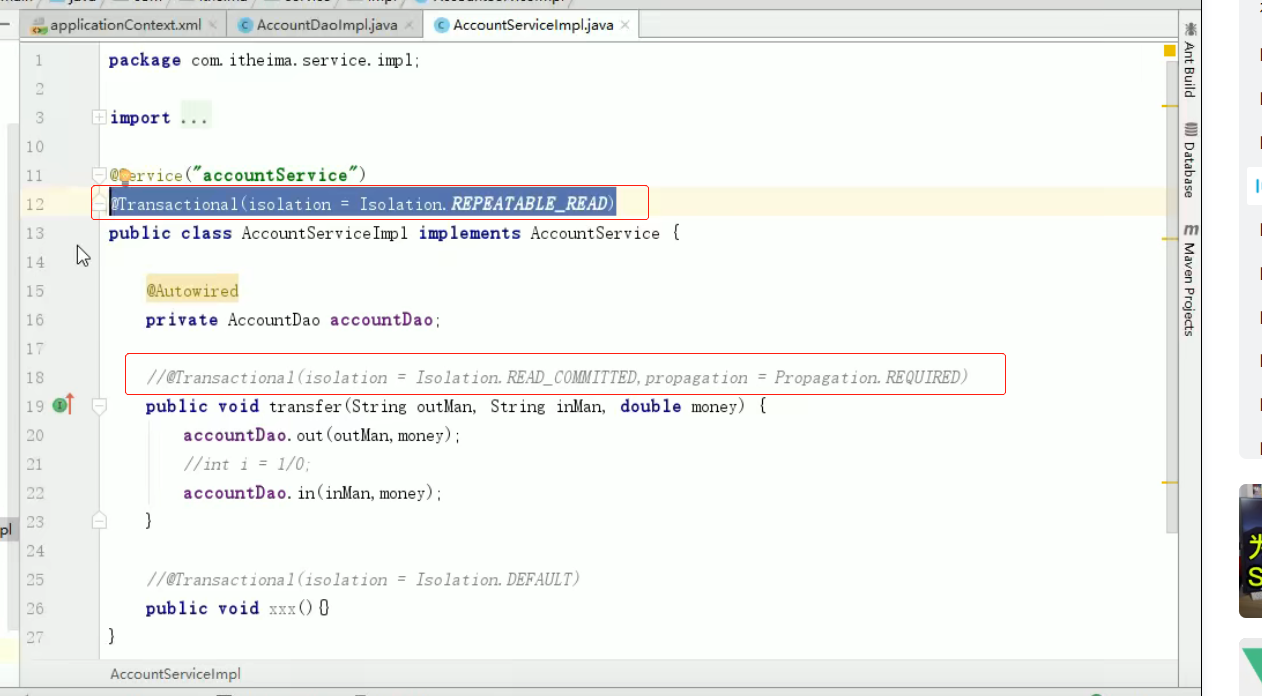 applicationContext.xml AccountDaoImpl.java AccountServiceImpl.java
1 package com.itheima.service.impl;
2
3 import ...
10
11 @Service("accountService")
12 @Transactional(isolation = Isolation.REPEATABLE_READ)
13 public class AccountServiceImpl implements AccountService {
14
15 @Autowired
16 private AccountDao accountDao;
17
18 //@Transactional(isolation = Isolation.READ_COMMITTED,propagation = Propagation.REQUIRED)
19 public void transfer(String outMan, String inMan, double money) {
20 accountDao.out(outMan,money);
21 //int i = 1/0;
22 accountDao.in(inMan,money);
23 }
24
25 //@Transactional(isolation = Isolation.DEFAULT)
26 public void xxx(){}
27 }
AccountServiceImpl
Ant Build
Database
Maven Projects
pl